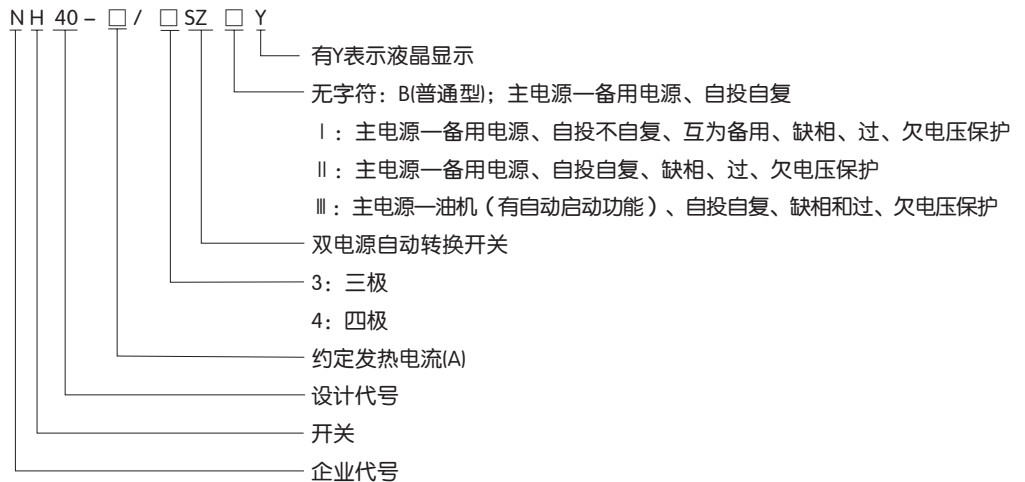 N H 40 - □ / □ SZ □ Y
有Y表示液晶显示
无字符：B(普通型)；主电源一备用电源、自投自复
Ⅰ：主电源一备用电源、自投不自复、互为备用、缺相、过、欠电压保护
Ⅱ：主电源一备用电源、自投自复、缺相、过、欠电压保护
Ⅲ：主电源一油机（有自动启动功能）、自投自复、缺相和过、欠电压保护
双电源自动转换开关
3：三极
4：四极
约定发热电流(A)
设计代号
开关
企业代号